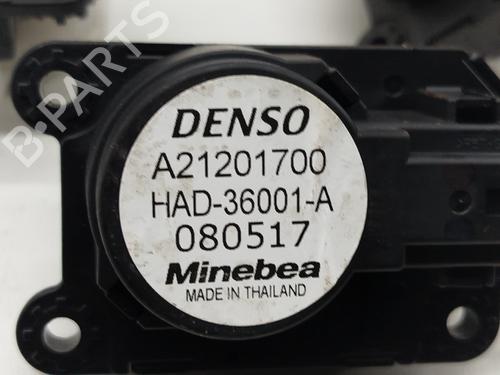 DENSO
A21201700
HAD-36001-A
080517
Minebea
MADE IN THAILAND
B-PARTS